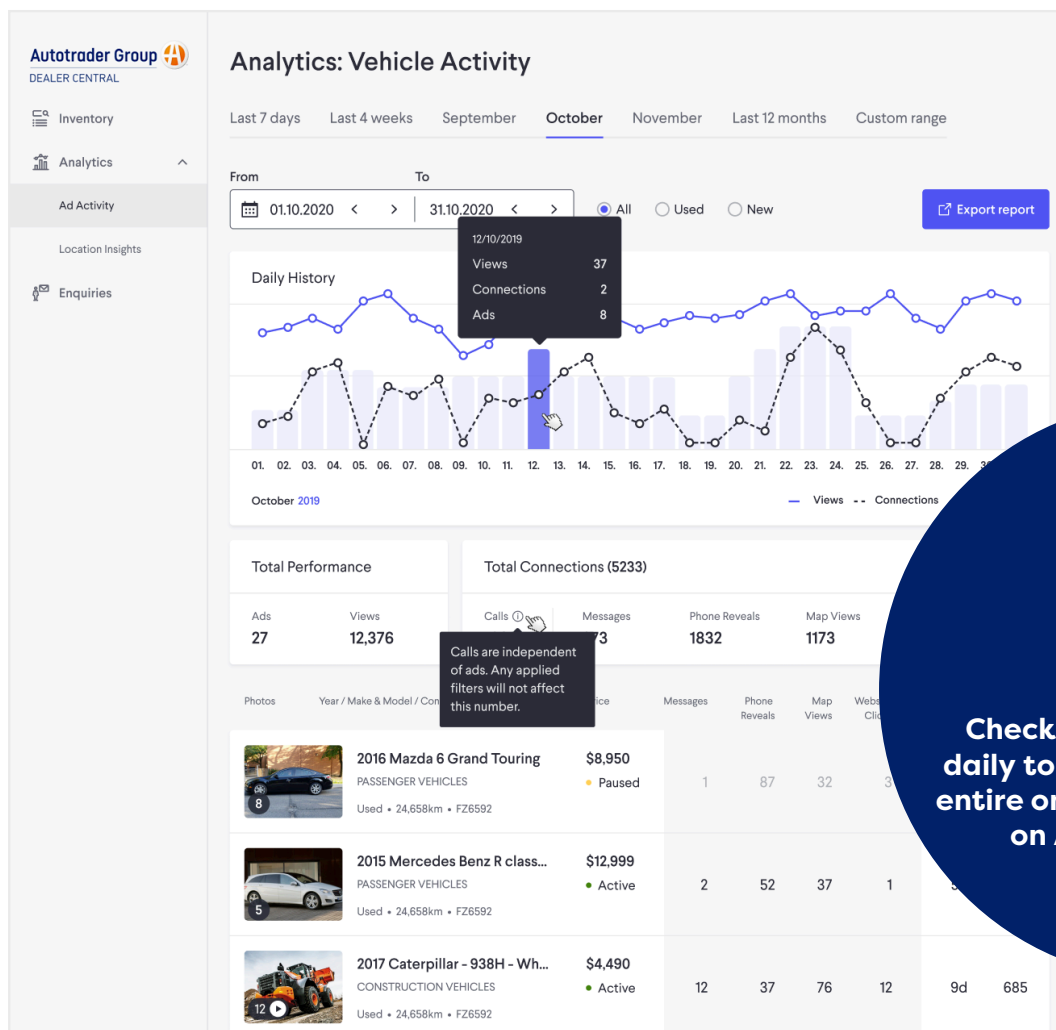 Autotrader Group
DEALER CENTRAL
Inventory
Analytics
Ad Activity
Location Insights
Enquiries
Analytics: Vehicle Activity
Last 7 days Last 4 weeks September October November Last 12 months Custom range
From To
01.10.2020 < > 31.10.2020 < > All Used New Export report
12/10/2019
Views 37
Connections 2
Ads 8
Daily History
01. 02. 03. 04. 05. 06. 07. 08. 09. 10. 11. 12. 13. 14. 15. 16. 17. 18. 19. 20. 21. 22. 23. 24. 25. 26. 27. 28. 29.
October 2019 Views Connections
Total Performance Total Connections (5233)
Ads Views Calls Messages Phone Reveals Map Views
27 12,376 1832 1173
Calls are independent
of ads. Any applied
filters will not affect
this number.
Photos Year / Make & Model / Messages Phone Reveals Map Views
2016 Mazda 6 Grand Touring $8,950
PASSENGER VEHICLES Paused 1 87 32
8 Used • 24,658km • FZ6592
2015 Mercedes Benz R class... $12,999
PASSENGER VEHICLES Active 2 52 37 1
5 Used • 24,658km • FZ6592
2017 Caterpillar - 938H - Wh... $4,490
CONSTRUCTION VEHICLES Active 12 37 76 12 9d 685
12 Used • 24,658km • FZ6592
Check
daily to
entire
on